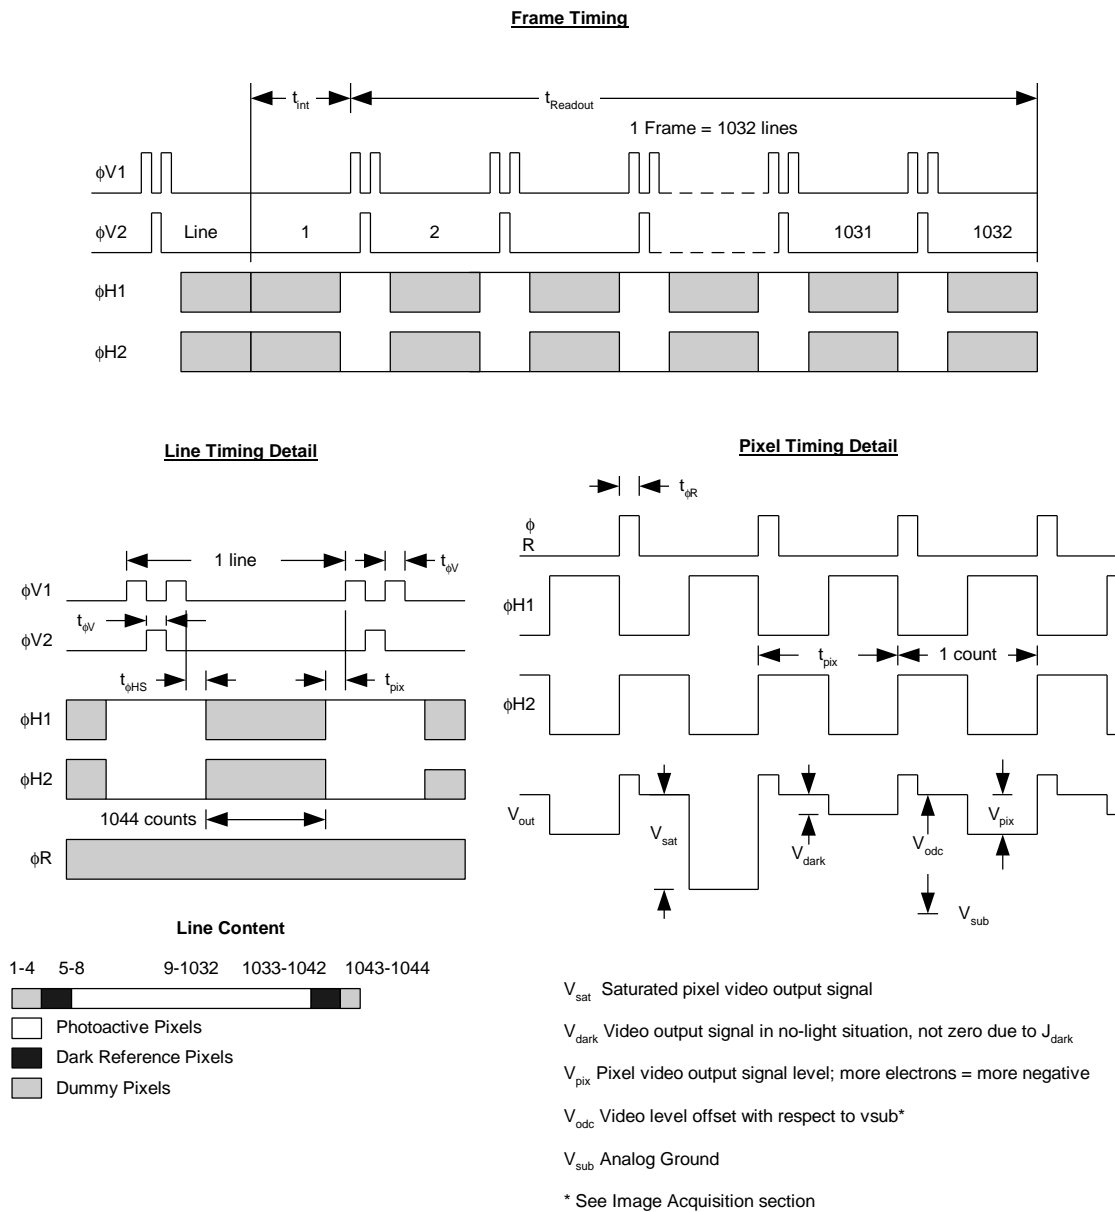 Frame Timing
tint
tReadout
1 Frame = 1032 lines
ϕV1
ϕV2
Line 1 2 1031 1032
ϕH1
ϕH2
Line Timing Detail
1 line
tϕV
ϕV1
tϕV
ϕV2
tϕHS
tpix
ϕH1
ϕH2
1044 counts
ϕR
Line Content
1-4 5-8 9-1032 1033-1042 1043-1044
Photoactive Pixels
Dark Reference Pixels
Dummy Pixels
Pixel Timing Detail
tϕR
ϕ
R
ϕH1
tpix
1 count
ϕH2
Vout
Vsat
Vdark
Vodc
Vpix
Vsub
Vsat Saturated pixel video output signal
Vdark Video output signal in no-light situation, not zero due to Jdark
Vpix Pixel video output signal level; more electrons = more negative
Vodc Video level offset with respect to vsub*
Vsub Analog Ground
* See Image Acquisition section